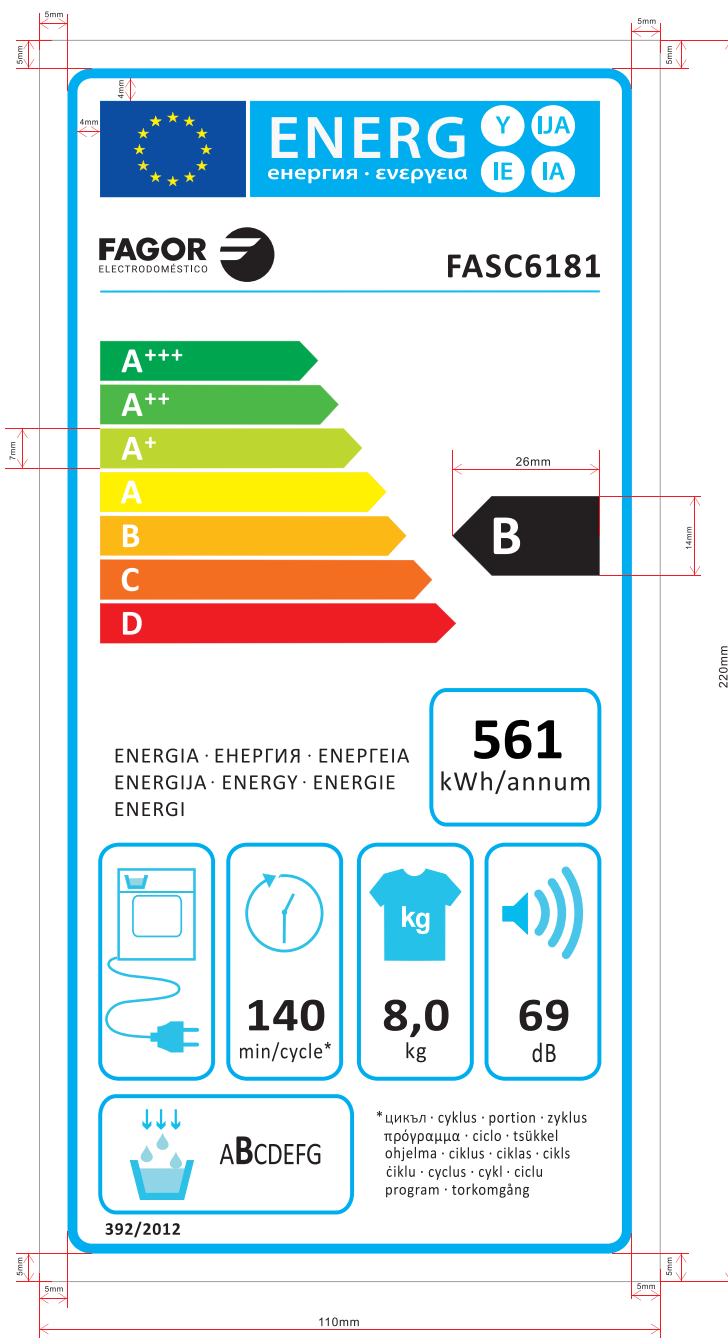 5mm
5mm
5mm
5mm
4mm
4mm
ENERG
Y
IJA
енергия · ενεργεια
IE
IA
FAGOR
ELECTRODOMÉSTICO
FASC6181
A+++
A++
A+
7mm
A
B
C
D
26mm
B
14mm
220mm
561
kWh/annum
ENERGIA · ЕНЕРГИЯ · ΕΝΕΡΓΕΙΑ
ENERGIJA · ENERGY · ENERGIE
ENERGI
kg
140
min/cycle*
8,0
kg
69
dB
ABCDEFG
*цикъл · cyklus · portion · zyklus
πρόγραμμα · ciclo · tsükkel
ohjelma · ciklus · ciklas · cikls
ċiklu · cyclus · cykl · ciclu
program · torkomgång
392/2012
5mm
5mm
5mm
5mm
110mm